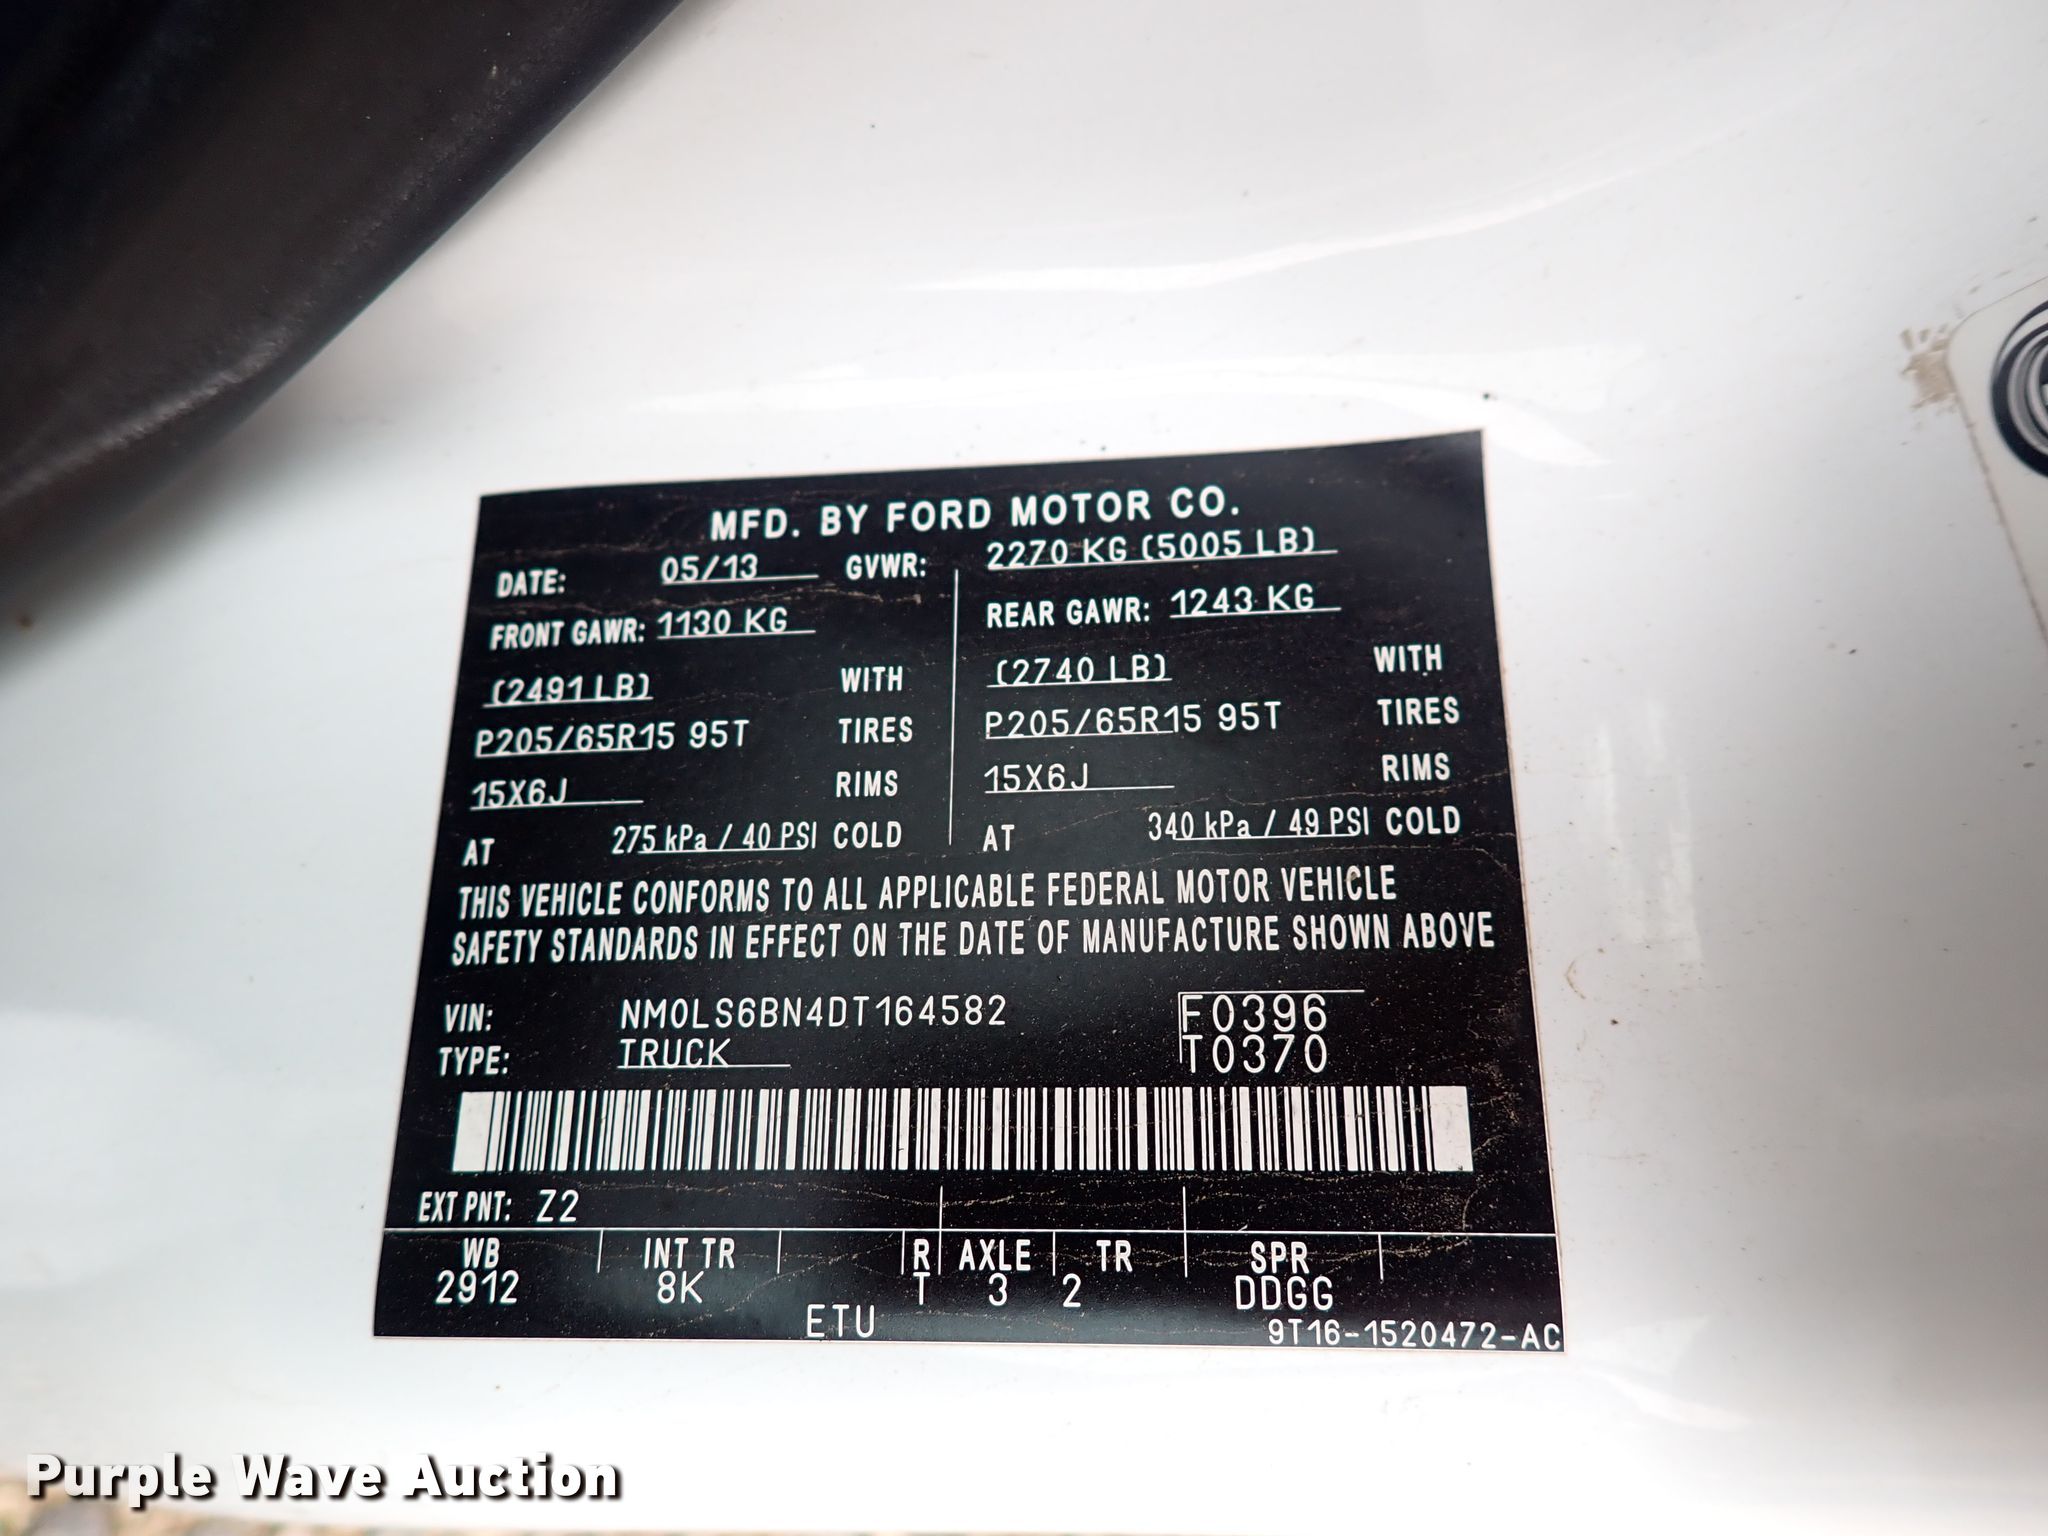 MFD. BY FORD MOTOR CO.
DATE: 05/13 GVWR: 2270 KG (5005 LB)
FRONT GAWR: 1130 KG REAR GAWR: 1243 KG
(2491 LB) WITH (2740 LB) WITH
P205/65R15 95T TIRES P205/65R15 95T TIRES
15X6J RIMS 15X6J RIMS
AT 275 kPa / 40 PSI COLD AT 340 kPa / 49 PSI COLD
THIS VEHICLE CONFORMS TO ALL APPLICABLE FEDERAL MOTOR VEHICLE
SAFETY STANDARDS IN EFFECT ON THE DATE OF MANUFACTURE SHOWN ABOVE
VIN: NM0LS6BN4DT164582 F0396
TYPE: TRUCK T0370
EXT PNT: Z2
WB INT TR R AXLE TR SPR
2912 8K T 3 2 DDGG
ETU 9T16-1520472-AC
Purple Wave Auction